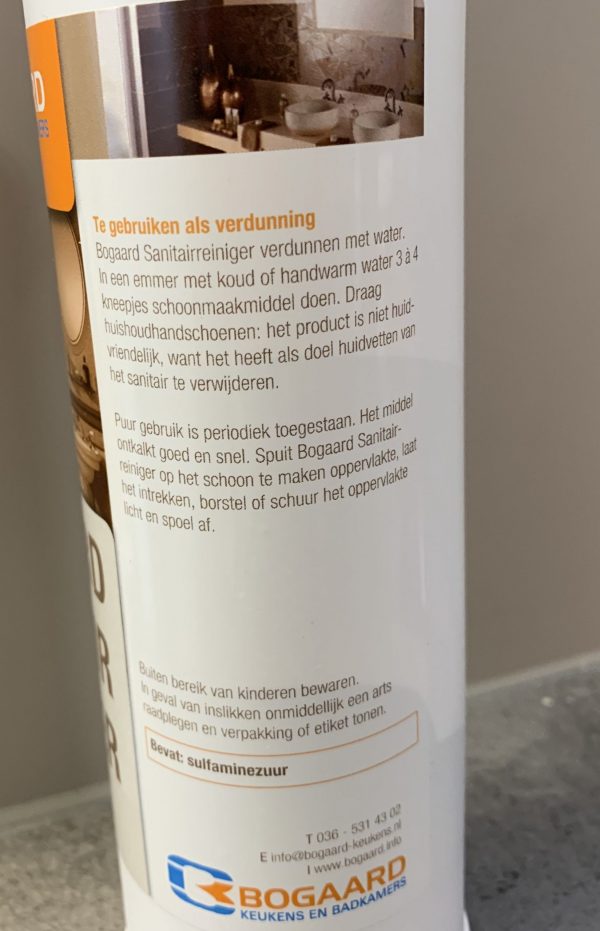 Te gebruiken als verdunning
Bogaard Sanitairreiniger verdunnen met water.
In een emmer met koud of handwarm water 3 à 4
kneepjes schoonmaakmiddel doen. Draag
huishoudhandschoenen: het product is niet huid-
vriendelijk, want het heeft als doel huidvetten van
het sanitair te verwijderen.
Puur gebruik is periodiek toegestaan. Het middel
ontkalkt goed en snel. Spuit Bogaard Sanitair-
reiniger op het schoon te maken oppervlakte, laat
het intrekken, borstel of schuur het oppervlakte
licht en spoel af.
Buiten bereik van kinderen bewaren.
In geval van inslikken onmiddellijk een arts
raadplegen en verpakking of etiket tonen.
Bevat: sulfaminezuur
T 036 - 531 43 02
E info@bogaard-keukens.nl
I www.bogaard.info
BOGAARD
KEUKENS EN BADKAMERS
D
D
R
R